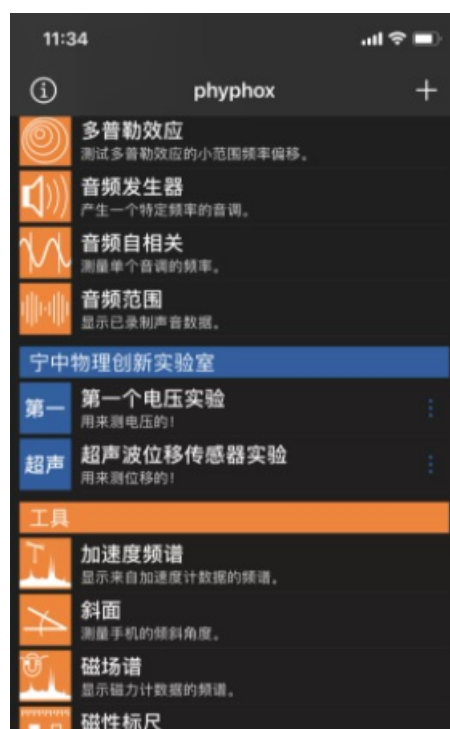 11:34
phyphox
多普勒效应
测试多普勒效应的小范围频率偏移。
音频发生器
产生一个特定频率的音调。
音频自相关
测量单个音调的频率。
音频范围
显示已录制声音数据。
宁中物理创新实验室
第一
第一个电压实验
用来测电压的!
超声
超声波位移传感器实验
用来测位移的!
工具
加速度频谱
显示来自加速度计数据的频谱。
斜面
测量手机的倾斜角度。
磁场谱
显示磁力计数据的频谱。
磁性标尺